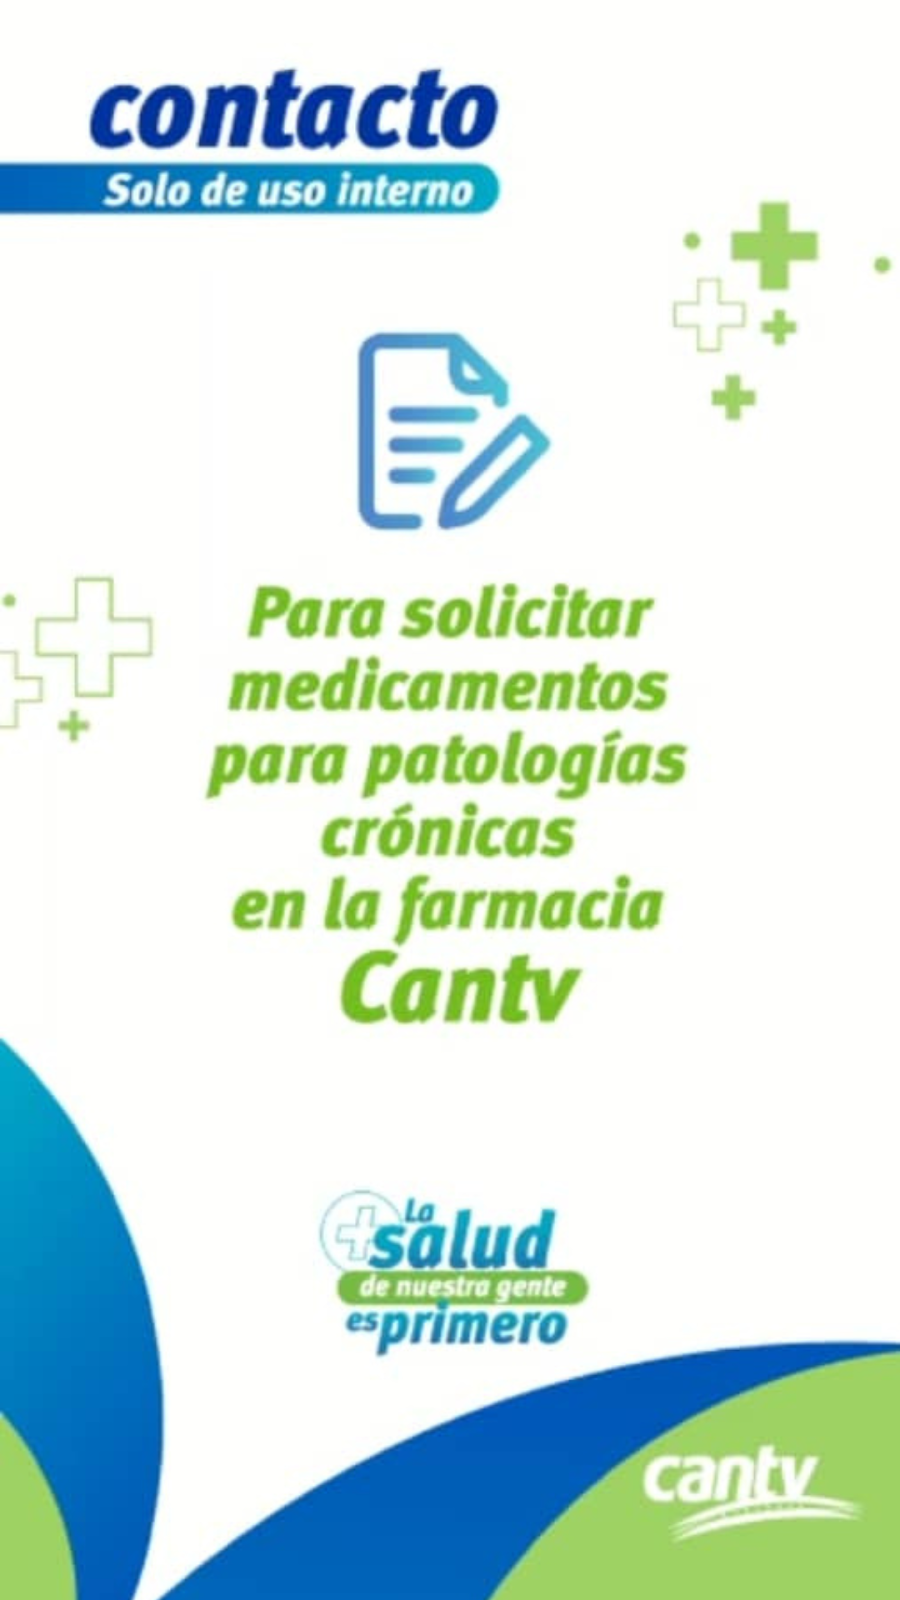 contacto
Solo de uso interno
Para solicitar
medicamentos
para patologías
crónicas
en la farmacia
Cantv
La
salud
de nuestra gente
es primero
cantv